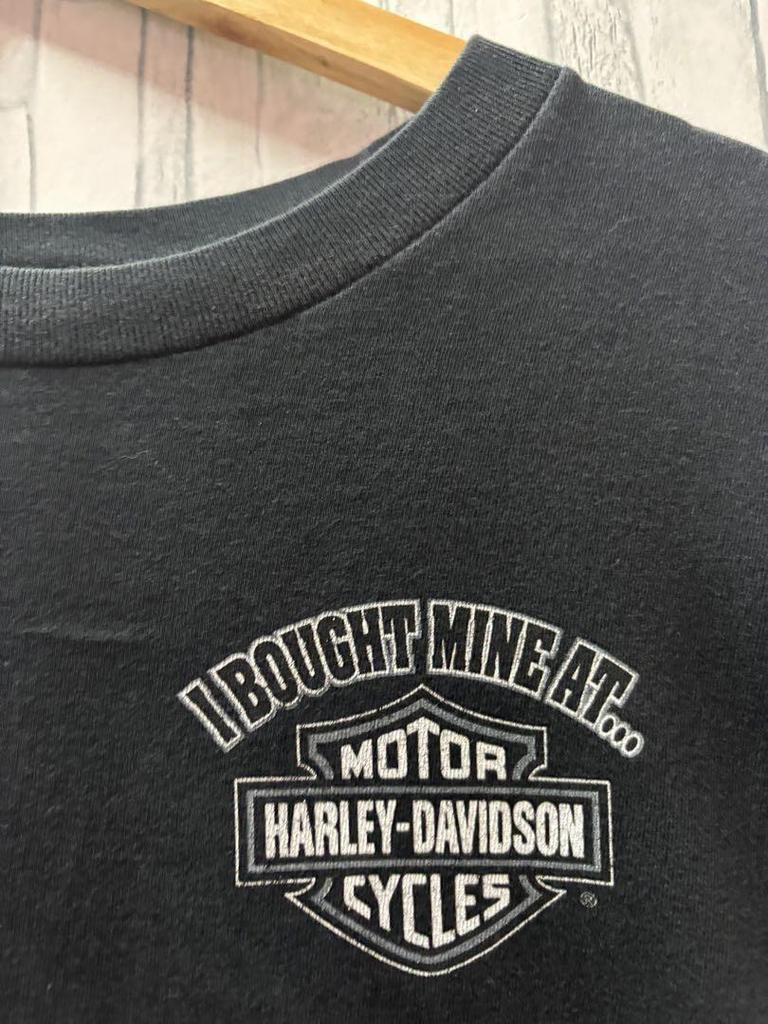 I BOUGHT MINE AT...
MOTOR
HARLEY-DAVIDSON
CYCLES
®